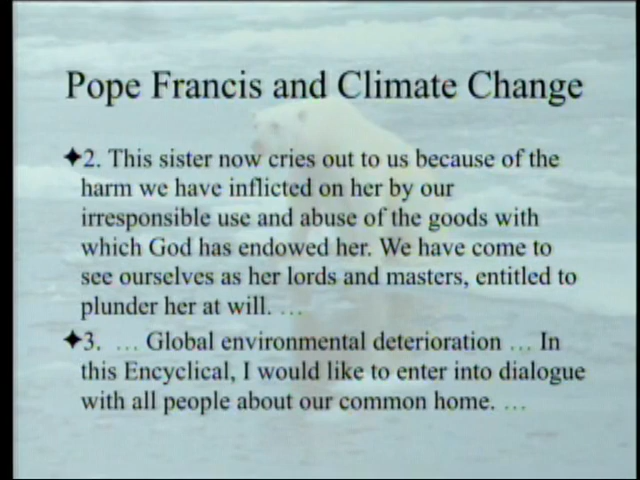 Pope Francis and Climate Change
✦2. This sister now cries out to us because of the
harm we have inflicted on her by our
irresponsible use and abuse of the goods with
which God has endowed her. We have come to
see ourselves as her lords and masters, entitled to
plunder her at will. …
✦3. … Global environmental deterioration … In
this Encyclical, I would like to enter into dialogue
with all people about our common home. …